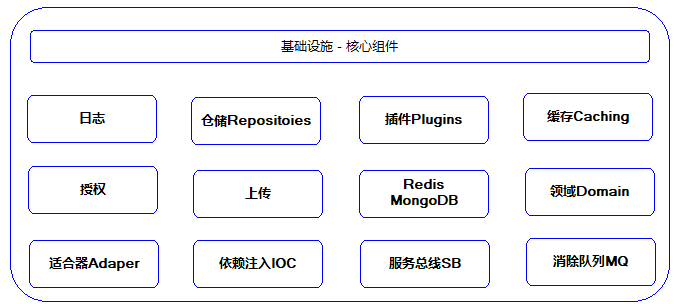 基础设施 - 核心组件
日志
仓储Repositoies
插件Plugins
缓存Caching
授权
上传
Redis
MongoDB
领域Domain
适合器Adaper
依赖注入IOC
服务总线SB
消除队列MQ